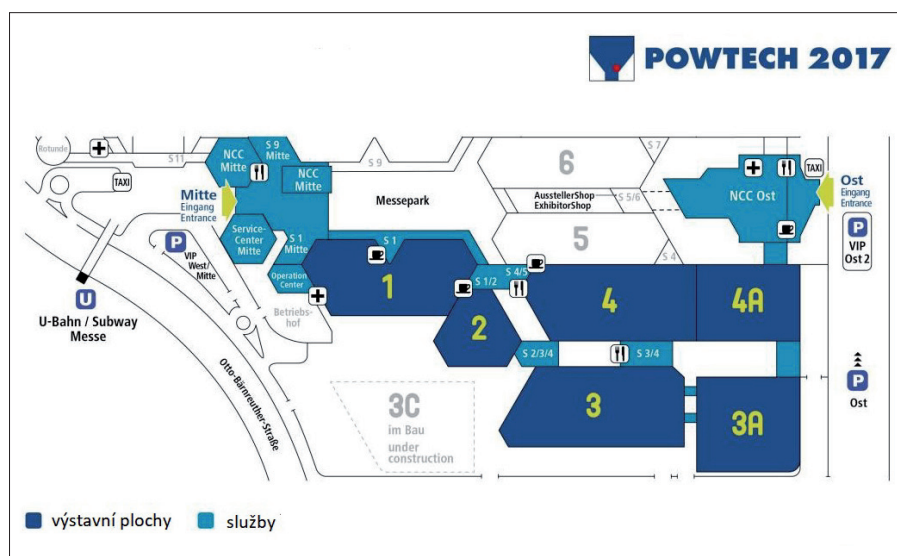 POWTECH 2017
Rotunde
S 11
NCC
Mitte
S 9
Mitte
NCC
Mitte
S 9
6
S 7
TAXI
Mitte
Eingang
Entrance
Messepark
AusstellerShop
ExhibitorShop
S 5/6
NCC Ost
TAXI
Ost
Eingang
Entrance
P
VIP
Ost 2
Service-
Center
Mitte
S 1
Mitte
S 1
5
S 4
P
VIP
West/
Mitte
Operation
Center
1
S 1/2
S 4/5
4
4A
U
U-Bahn / Subway
Messe
Betriebs-
hof
2
S 2/3/4
S 3/4
P
Ost
Otto-Bärnreuther-Straße
3C
im Bau
under
construction
3
3A
výstavní plochy
služby